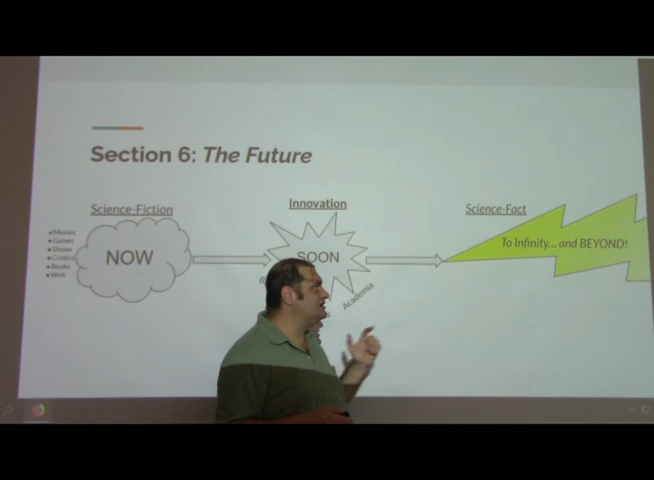 Section 6: The Future
Science-Fiction
Innovation
Science-Fact
• Movies
• Games
• Shows
• Comics
• Books
• Web
NOW
SOON
Academia
To Infinity... and BEYOND!